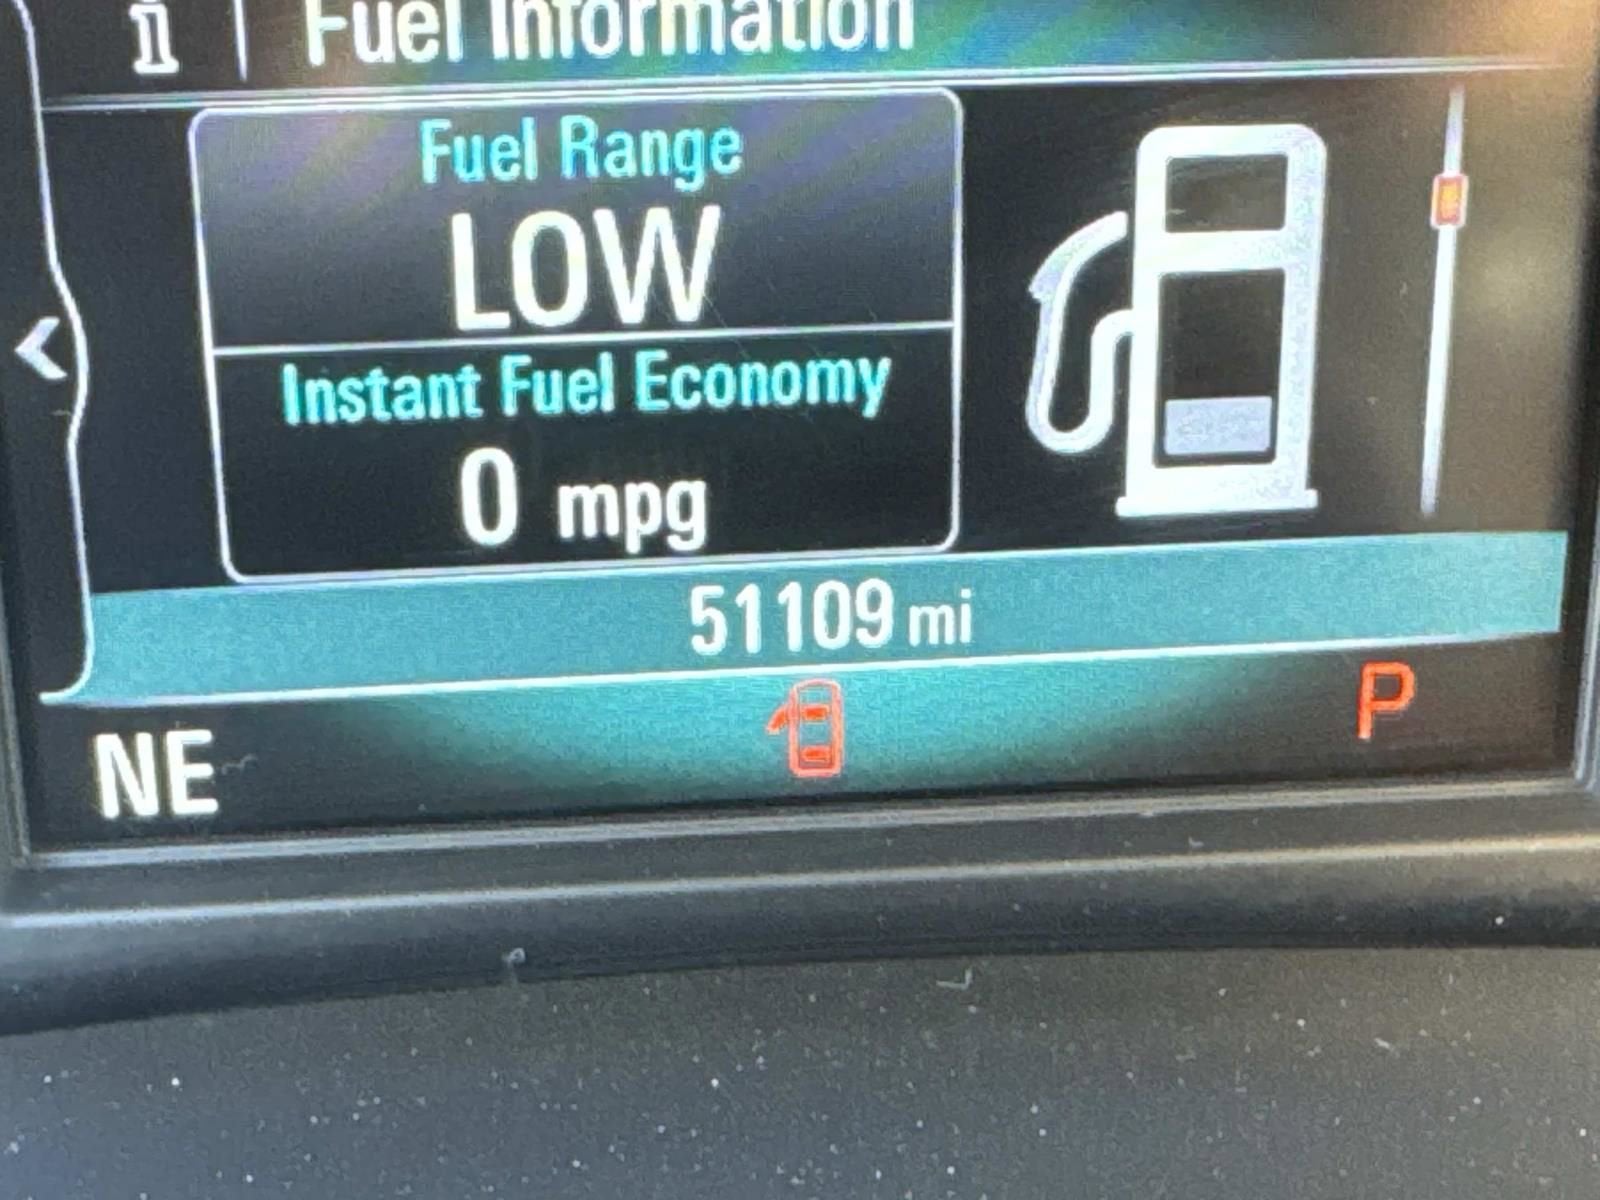 i Fuel Information
Fuel Range
LOW
Instant Fuel Economy
0 mpg
51109 mi
P
NE